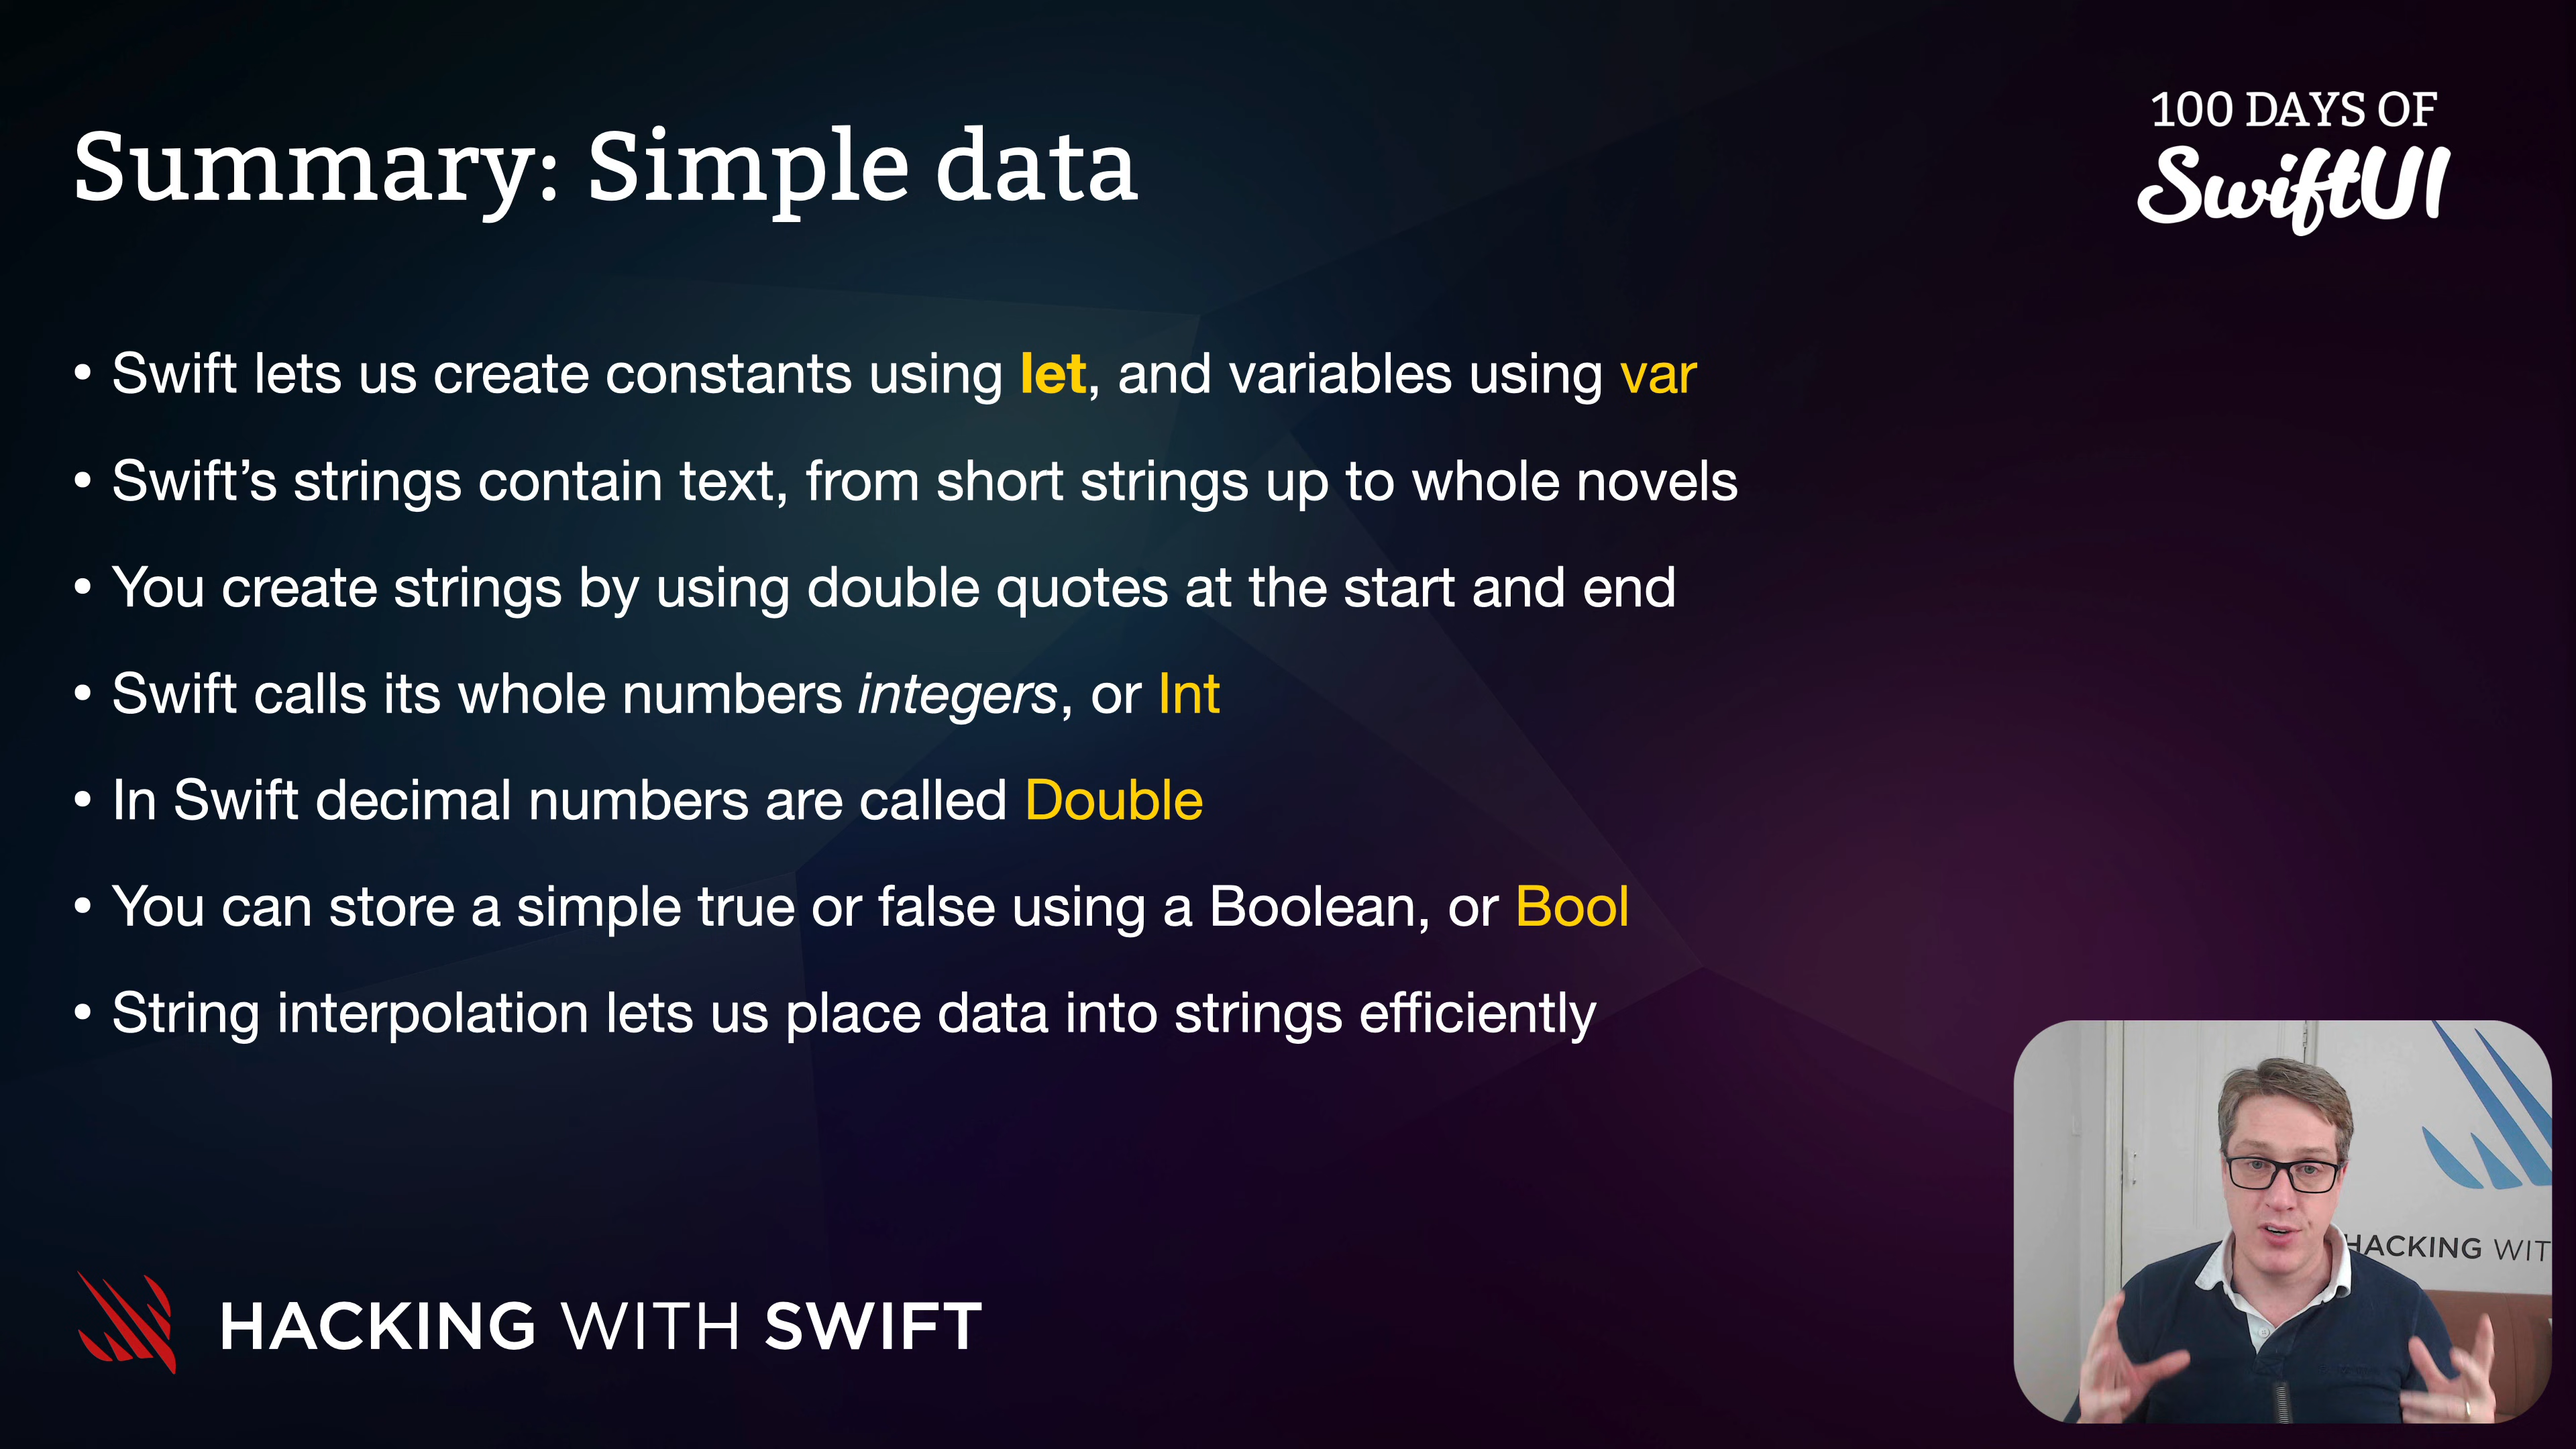 100 DAYS OF
SwiftUI
Summary: Simple data
• Swift lets us create constants using let, and variables using var
• Swift’s strings contain text, from short strings up to whole novels
• You create strings by using double quotes at the start and end
• Swift calls its whole numbers integers, or Int
• In Swift decimal numbers are called Double
• You can store a simple true or false using a Boolean, or Bool
• String interpolation lets us place data into strings efficiently
HACKING WIT
HACKING WITH SWIFT